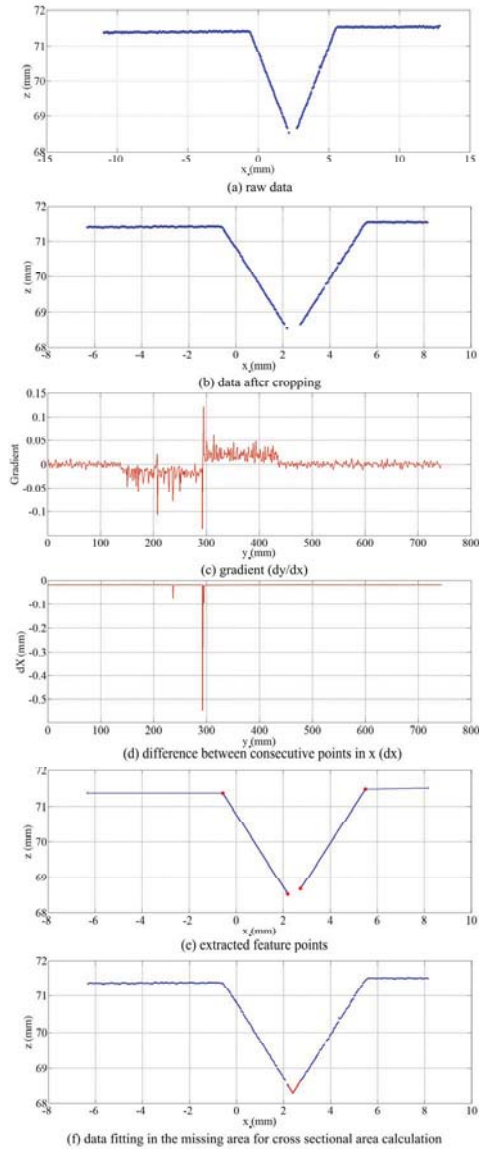 72
71
70
69
68
z (mm)
-15 -10 -5 0 5 10 15
x (mm)
(a) raw data
72
71
70
69
68
z (mm)
-8 -6 -4 -2 0 2 4 6 8 10
x (mm)
(b) data after cropping
0.15
0.1
0.05
0
-0.05
-0.1
Gradient
0 100 200 300 400 500 600 700 800
y (mm)
(c) gradient (dy/dx)
0
-0.1
-0.2
-0.3
-0.4
-0.5
dX (mm)
0 100 200 300 400 500 600 700 800
y (mm)
(d) difference between consecutive points in x (dx)
72
71
70
69
68
z (mm)
-8 -6 -4 -2 0 2 4 6 8 10
x (mm)
(e) extracted feature points
72
71
70
69
68
z (mm)
-8 -6 -4 -2 0 2 4 6 8 10
x (mm)
(f) data fitting in the missing area for cross sectional area calculation